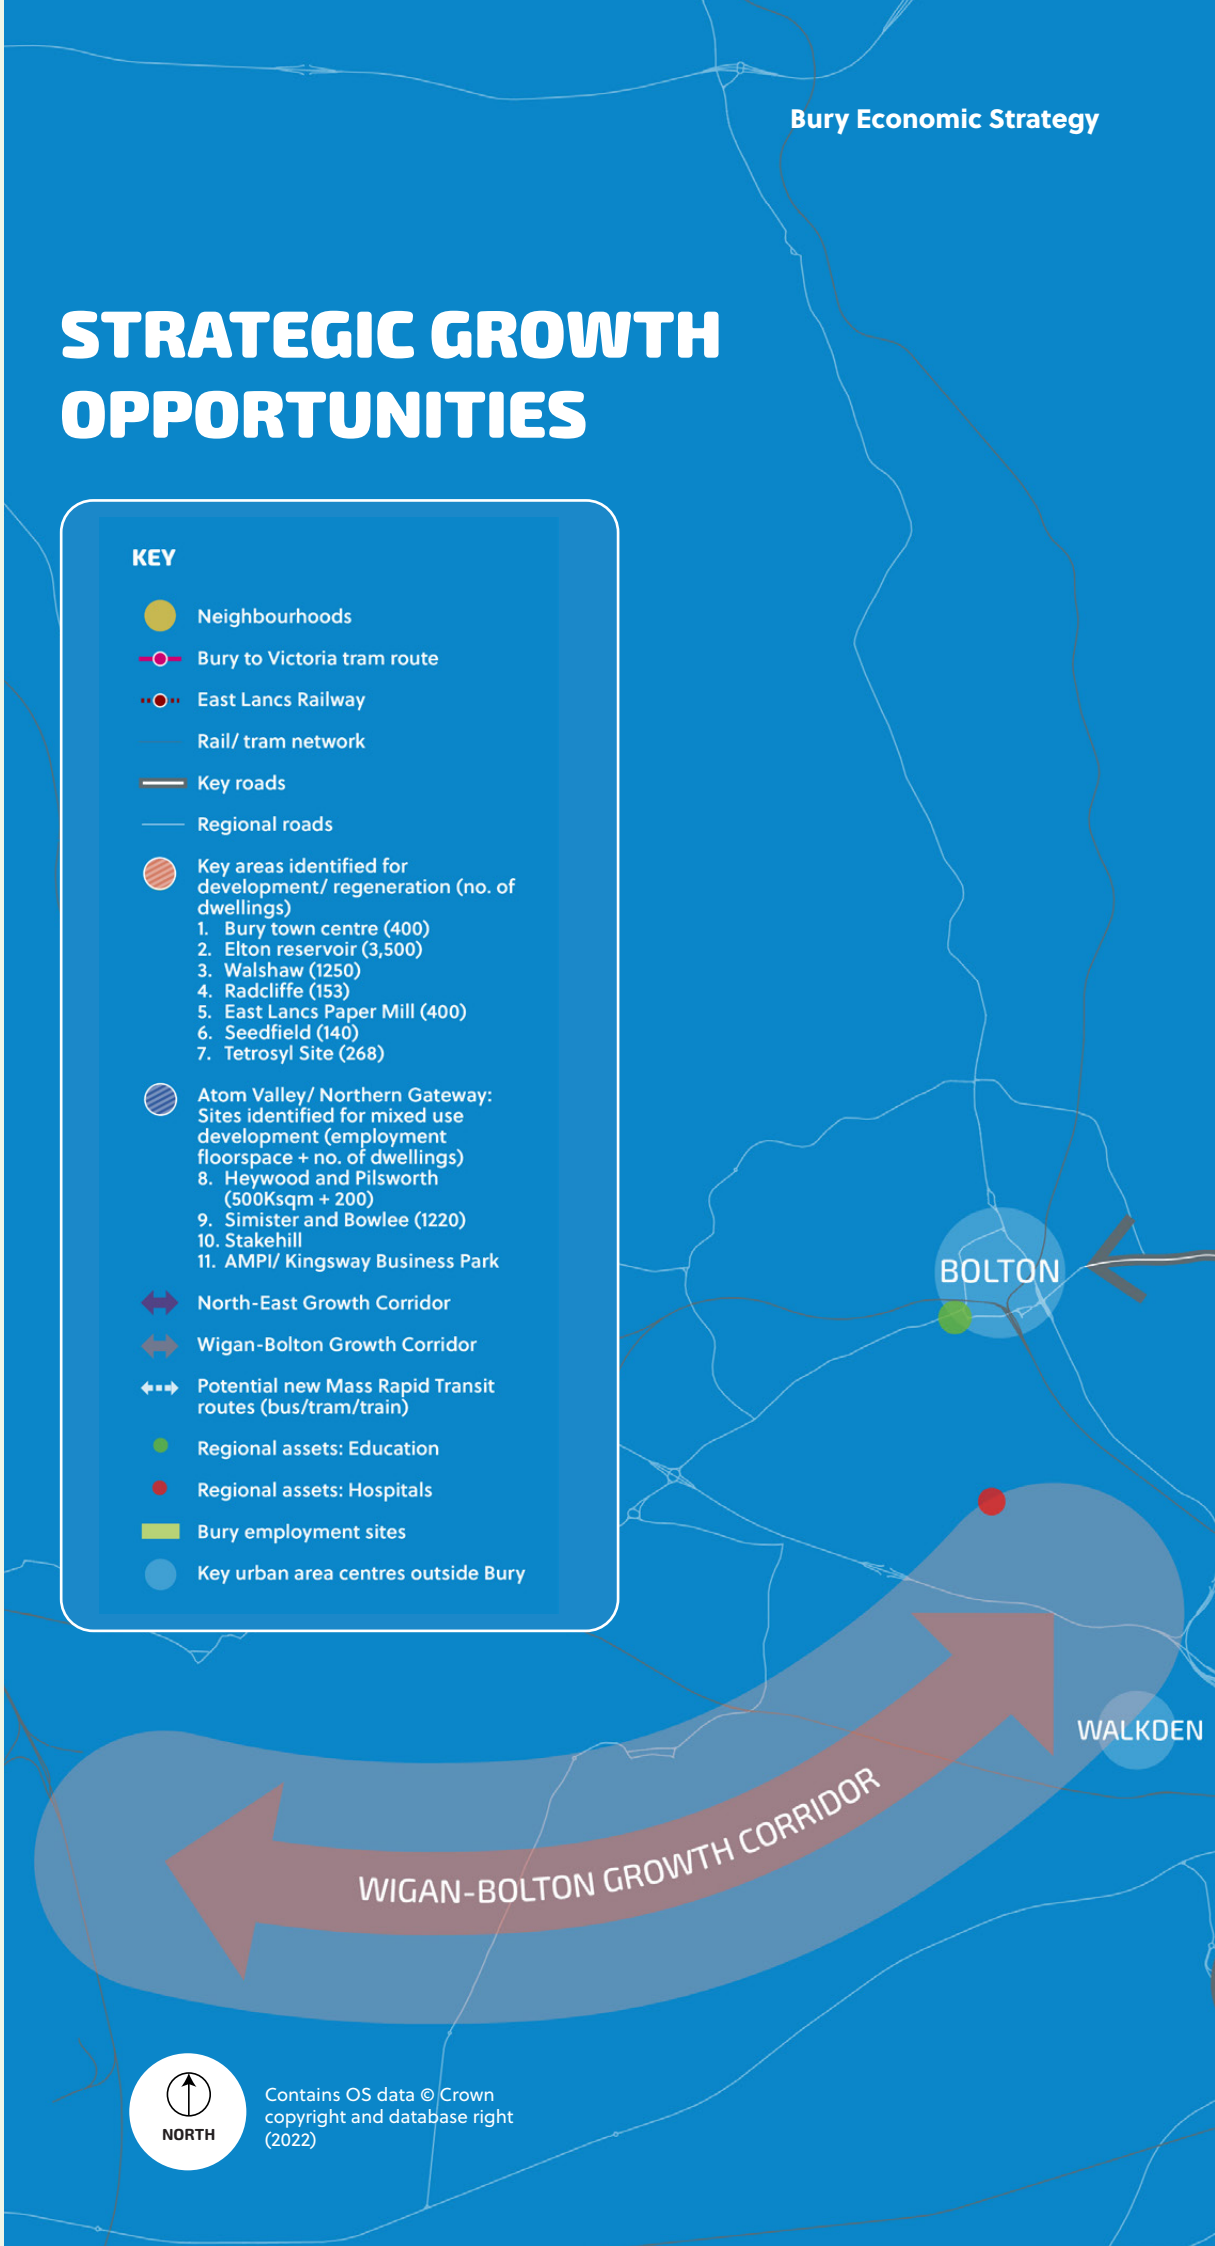 Bury Economic Strategy
STRATEGIC GROWTH
OPPORTUNITIES
KEY
Neighbourhoods
Bury to Victoria tram route
East Lancs Railway
Rail/ tram network
Key roads
Regional roads
Key areas identified for
development/ regeneration (no. of
dwellings)
1. Bury town centre (400)
2. Elton reservoir (3,500)
3. Walshaw (1250)
4. Radcliffe (153)
5. East Lancs Paper Mill (400)
6. Seedfield (140)
7. Tetrosyl Site (268)
Atom Valley/ Northern Gateway:
Sites identified for mixed use
development (employment
floorspace + no. of dwellings)
8. Heywood and Pilsworth
(500Ksqm + 200)
9. Simister and Bowlee (1220)
10. Stakehill
11. AMPI/ Kingsway Business Park
North-East Growth Corridor
Wigan-Bolton Growth Corridor
Potential new Mass Rapid Transit
routes (bus/tram/train)
Regional assets: Education
Regional assets: Hospitals
Bury employment sites
Key urban area centres outside Bury
BOLTON
WALKDEN
WIGAN-BOLTON GROWTH CORRIDOR
NORTH
Contains OS data © Crown
copyright and database right
(2022)